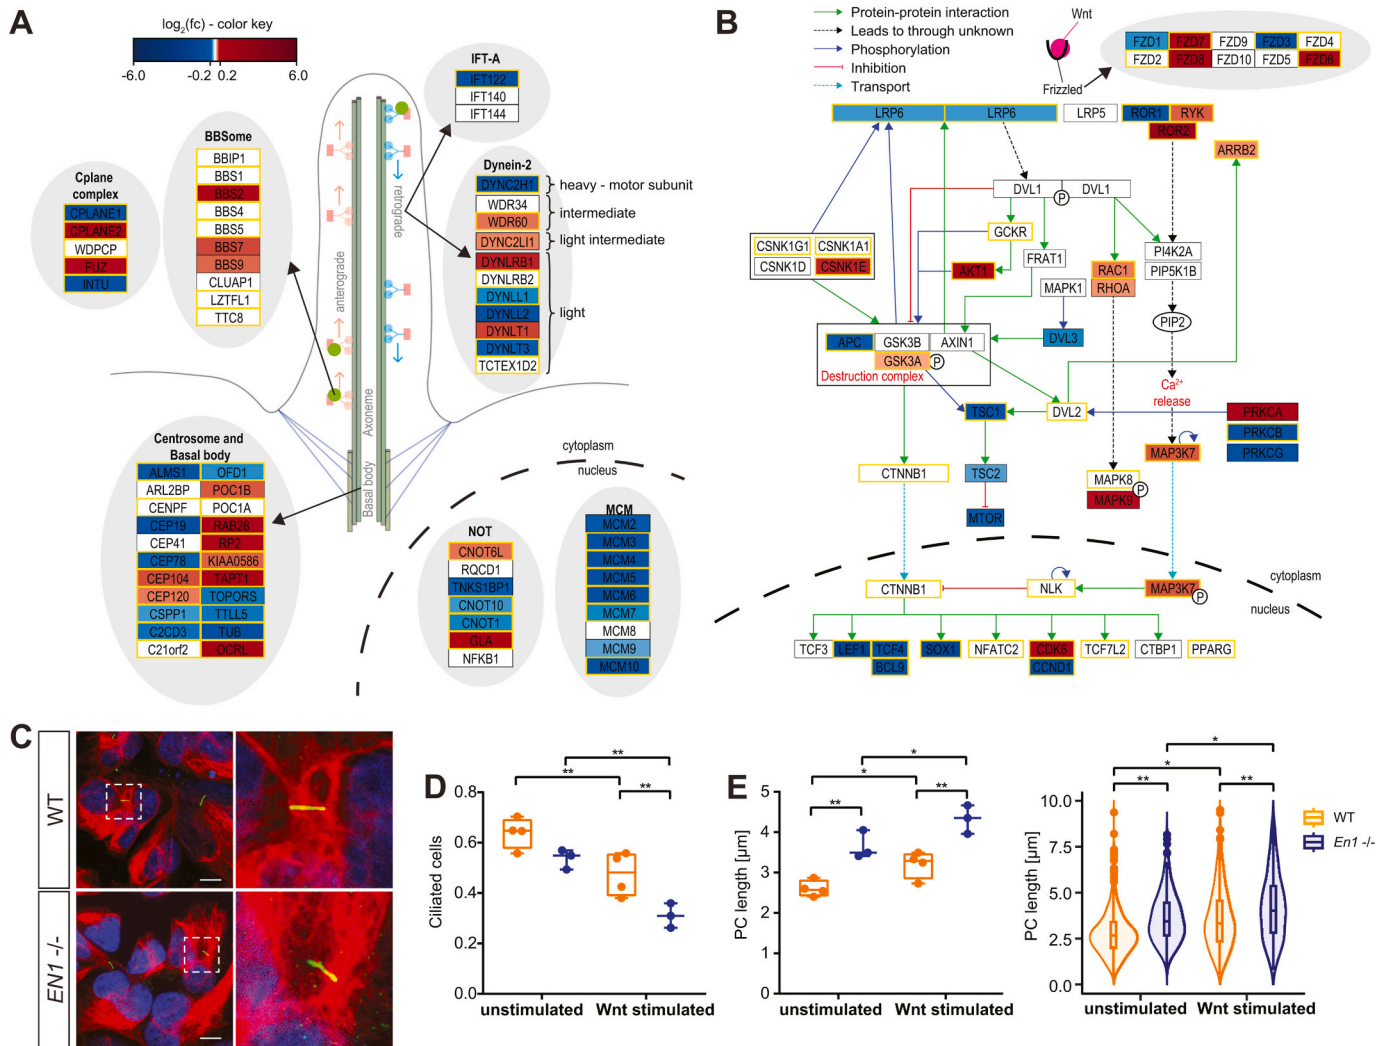 A
log2(fc) - color key
-6.0 -0.2 0.2 6.0
IFT-A
IFT122
IFT140
IFT144
BBSome
BBIP1
BBS1
BBS2
BBS4
BBS5
BBS7
BBS9
CLUAP1
LZTFL1
TTC8
Cplane
complex
CPLANE1
CPLANE2
WDPCP
FUZ
INTU
Dynein-2
DYNC2H1 heavy - motor subunit
WDR34
intermediate
WDR60
DYNC2LI1 light intermediate
DYNLRB1
DYNLRB2
DYNLL1
DYNLL2 light
DYNLT1
DYNLT3
TCTEX1D2
anterograde
retrograde
Axoneme
Basal body
Centrosome and
Basal body
ALMS1 OFD1
ARL2BP POC1B
CENPF POC1A
CEP19 RAB28
CEP41 RP2
CEP78 KIAA0586
CEP104 TAPT1
CEP120 TOPORS
CSPP1 TTLL5
C2CD3 TUB
C21orf2 OCRL
cytoplasm
nucleus
NOT
CNOT6L
RQCD1
TNKS1BP1
CNOT10
CNOT1
GLA
NFKB1
MCM
MCM2
MCM3
MCM4
MCM5
MCM6
MCM7
MCM8
MCM9
MCM10
B
Protein-protein interaction
Leads to through unknown
Phosphorylation
Inhibition
Transport
Wnt
Frizzled
FZD1 FZD7 FZD9 FZD3 FZD4
FZD2 FZD8 FZD10 FZD5 FZD6
LRP6 LRP6 LRP5 ROR1 RYK
ROR2
ARRB2
DVL1 P DVL1
GCKR
CSNK1G1 CSNK1A1
CSNK1D CSNK1E
AKT1
FRAT1
MAPK1
RAC1
RHOA
PI4K2A
PIP5K1B
PIP2
APC GSK3B AXIN1
GSK3A P
Destruction complex
DVL3
Ca2+
release
TSC1 DVL2
PRKCA
PRKCB
PRKCG
MAP3K7
CTNNB1
TSC2
MAPK8
P
MAPK9
MTOR
cytoplasm
nucleus
CTNNB1
NLK
MAP3K7
P
TCF3 LEF1 TCF4 SOX1 NFATC2 CDK6 TCF7L2 CTBP1 PPARG
BCL9 CCND1
C
WT
EN1 -/-
D
**
**
**
Ciliated cells
0.8
0.6
0.4
0.2
0.0
unstimulated Wnt stimulated
E
*
*
**
**
PC length [µm]
5
4
3
2
1
0
unstimulated Wnt stimulated
*
*
**
**
PC length [µm]
10.0
7.5
5.0
2.5
0.0
unstimulated Wnt stimulated
WT
En1 -/-